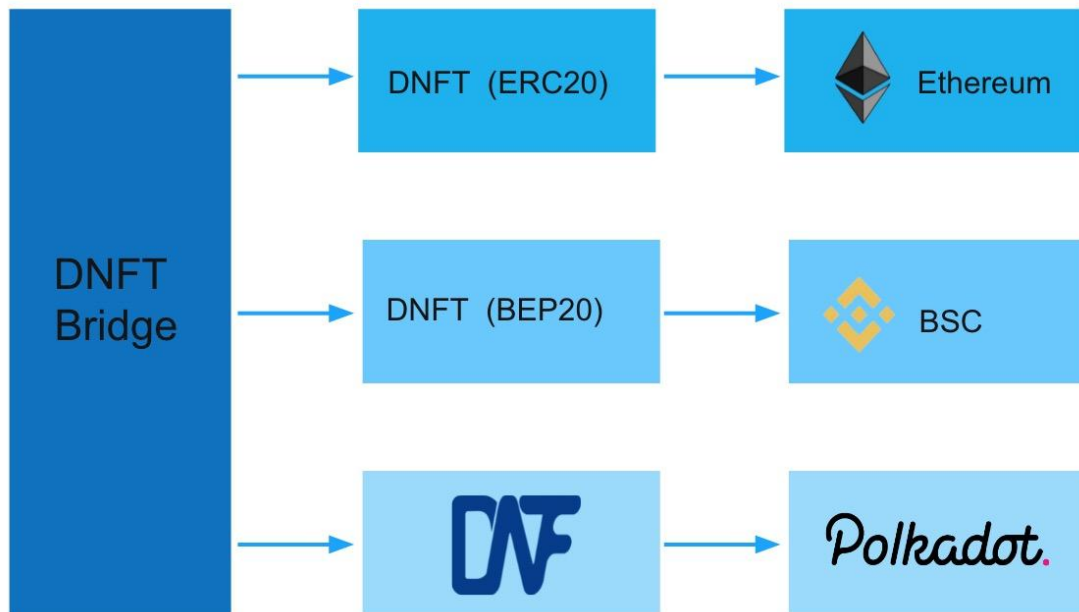 DNFT
Bridge
DNFT (ERC20)
Ethereum
DNFT (BEP20)
BSC
DNF
Polkadot.